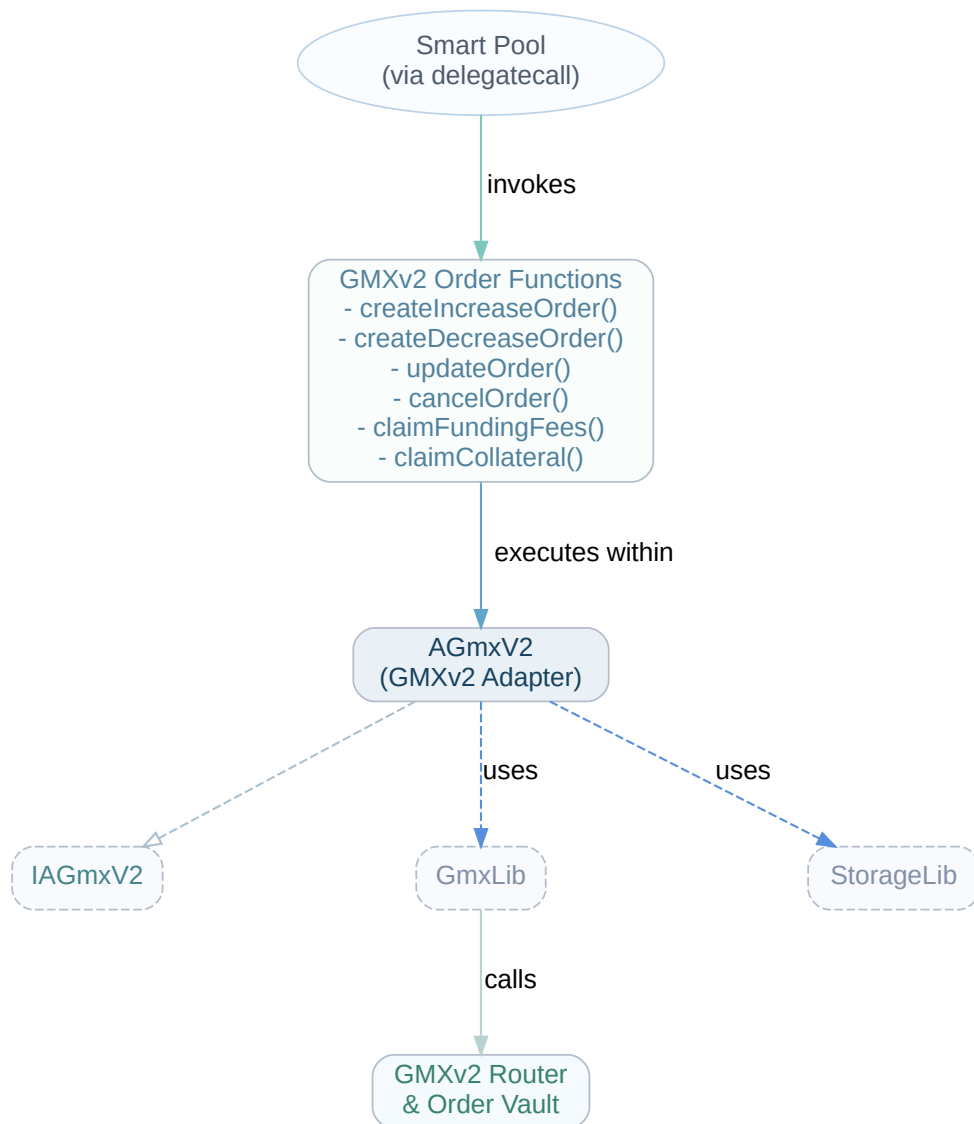 Smart Pool
(via delegatecall)
invokes
GMXv2 Order Functions
- createIncreaseOrder()
- createDecreaseOrder()
- updateOrder()
- cancelOrder()
- claimFundingFees()
- claimCollateral()
executes within
AGmxV2
(GMXv2 Adapter)
uses
uses
IAGmxV2
GmxLib
StorageLib
calls
GMXv2 Router
& Order Vault